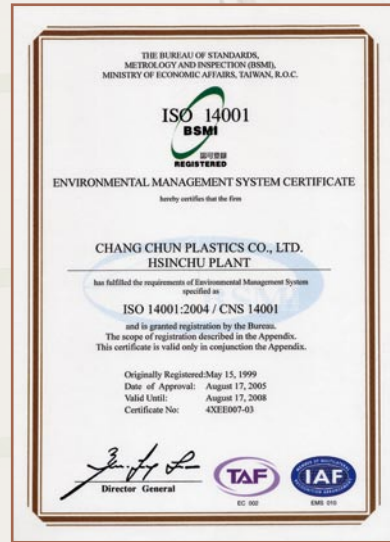 THE BUREAU OF STANDARDS,
METROLOGY AND INSPECTION (BSMI),
MINISTRY OF ECONOMIC AFFAIRS, TAIWAN, R.O.C.
ISO 14001
BSMI
REGISTERED
ENVIRONMENTAL MANAGEMENT SYSTEM CERTIFICATE
hereby certifies that the firm
CHANG CHUN PLASTICS CO., LTD.
HSINCHU PLANT
has fulfilled the requirements of Environmental Management System
specified as
ISO 14001:2004 / CNS 14001
and is granted registration by the Bureau.
The scope of registration described in the Appendix.
This certificate is valid only in conjunction the Appendix.
Originally Registered:May 15, 1999
Date of Approval: August 17, 2005
Valid Until: August 17, 2008
Certificate No: 4XEE007-03
Director General
TAF
EC 002
IAF
EMS 010